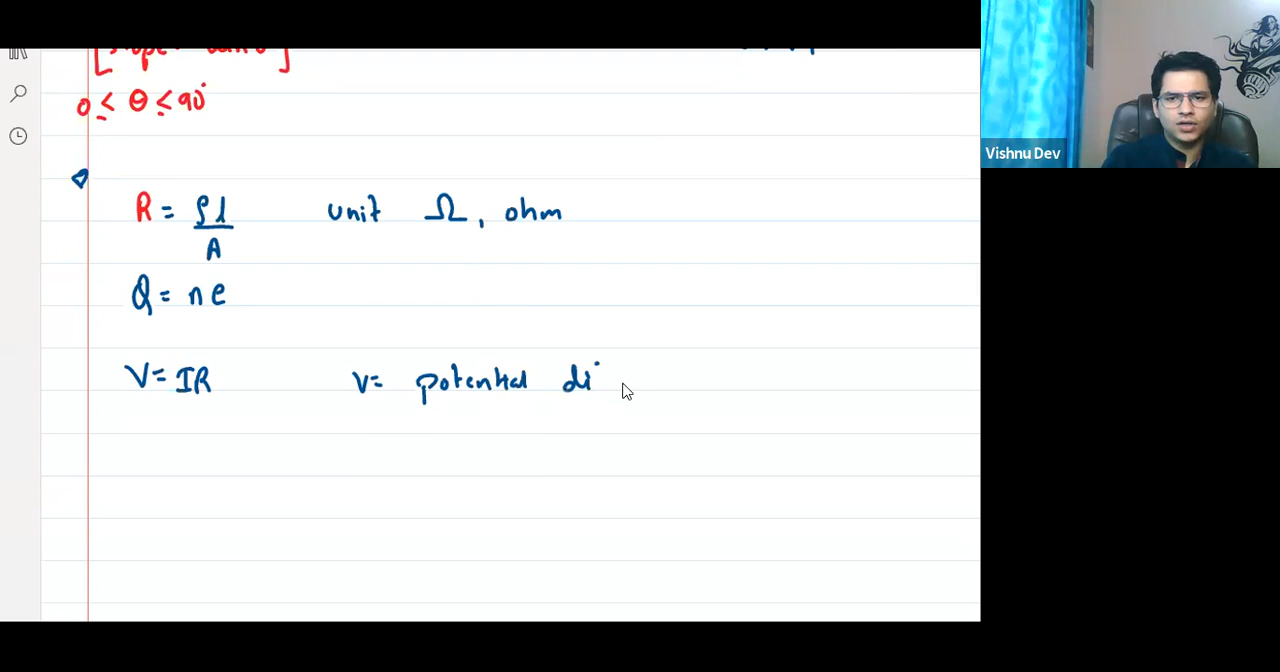 0 ≤ θ ≤ 90°
Vishnu Dev
R = ρl/A unit Ω, ohm
Q = ne
V = IR V = potential di